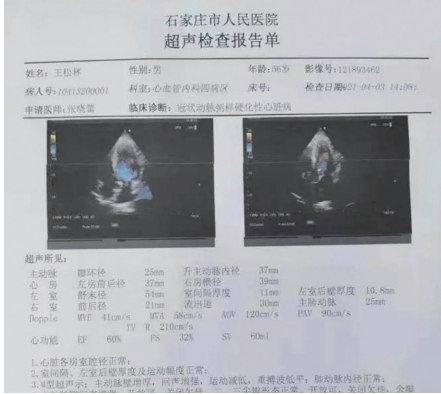 石家庄市人民医院
超声检查报告单
姓名:王松林 性别:男 年龄:56岁 影像号:121893462
病人号:10413200001 科室:心血管内科四病区 床号: 检查日期:2021-04-03 14:08:
申请医师:张晓蕾 临床诊断:冠状动脉粥样硬化性心脏病
超声所见:
主动脉 瓣环径 25mm 升主动脉内径 37mm
心房 左房前后径 37mm 右房横径 39mm
左室 舒末径 54mm 室间隔厚度 11mm 左室后壁厚度 10.8mm
右室 前后径 21mm 流出道 30mm 主肺动脉 25mm
Dopple MVE 41cm/s MVA 58cm/s AOV 120cm/s PAV 90cm/s
TV R 210cm/s
心功能 EF 60% FS 32% SV 60ml
1.心脏各房室腔径正常;
2.室间隔、左室后壁厚度及运动幅度正常;
3.M型超声示:主动脉壁增厚,回声增强,运动减低,重搏波低平;肺动脉内径正常;